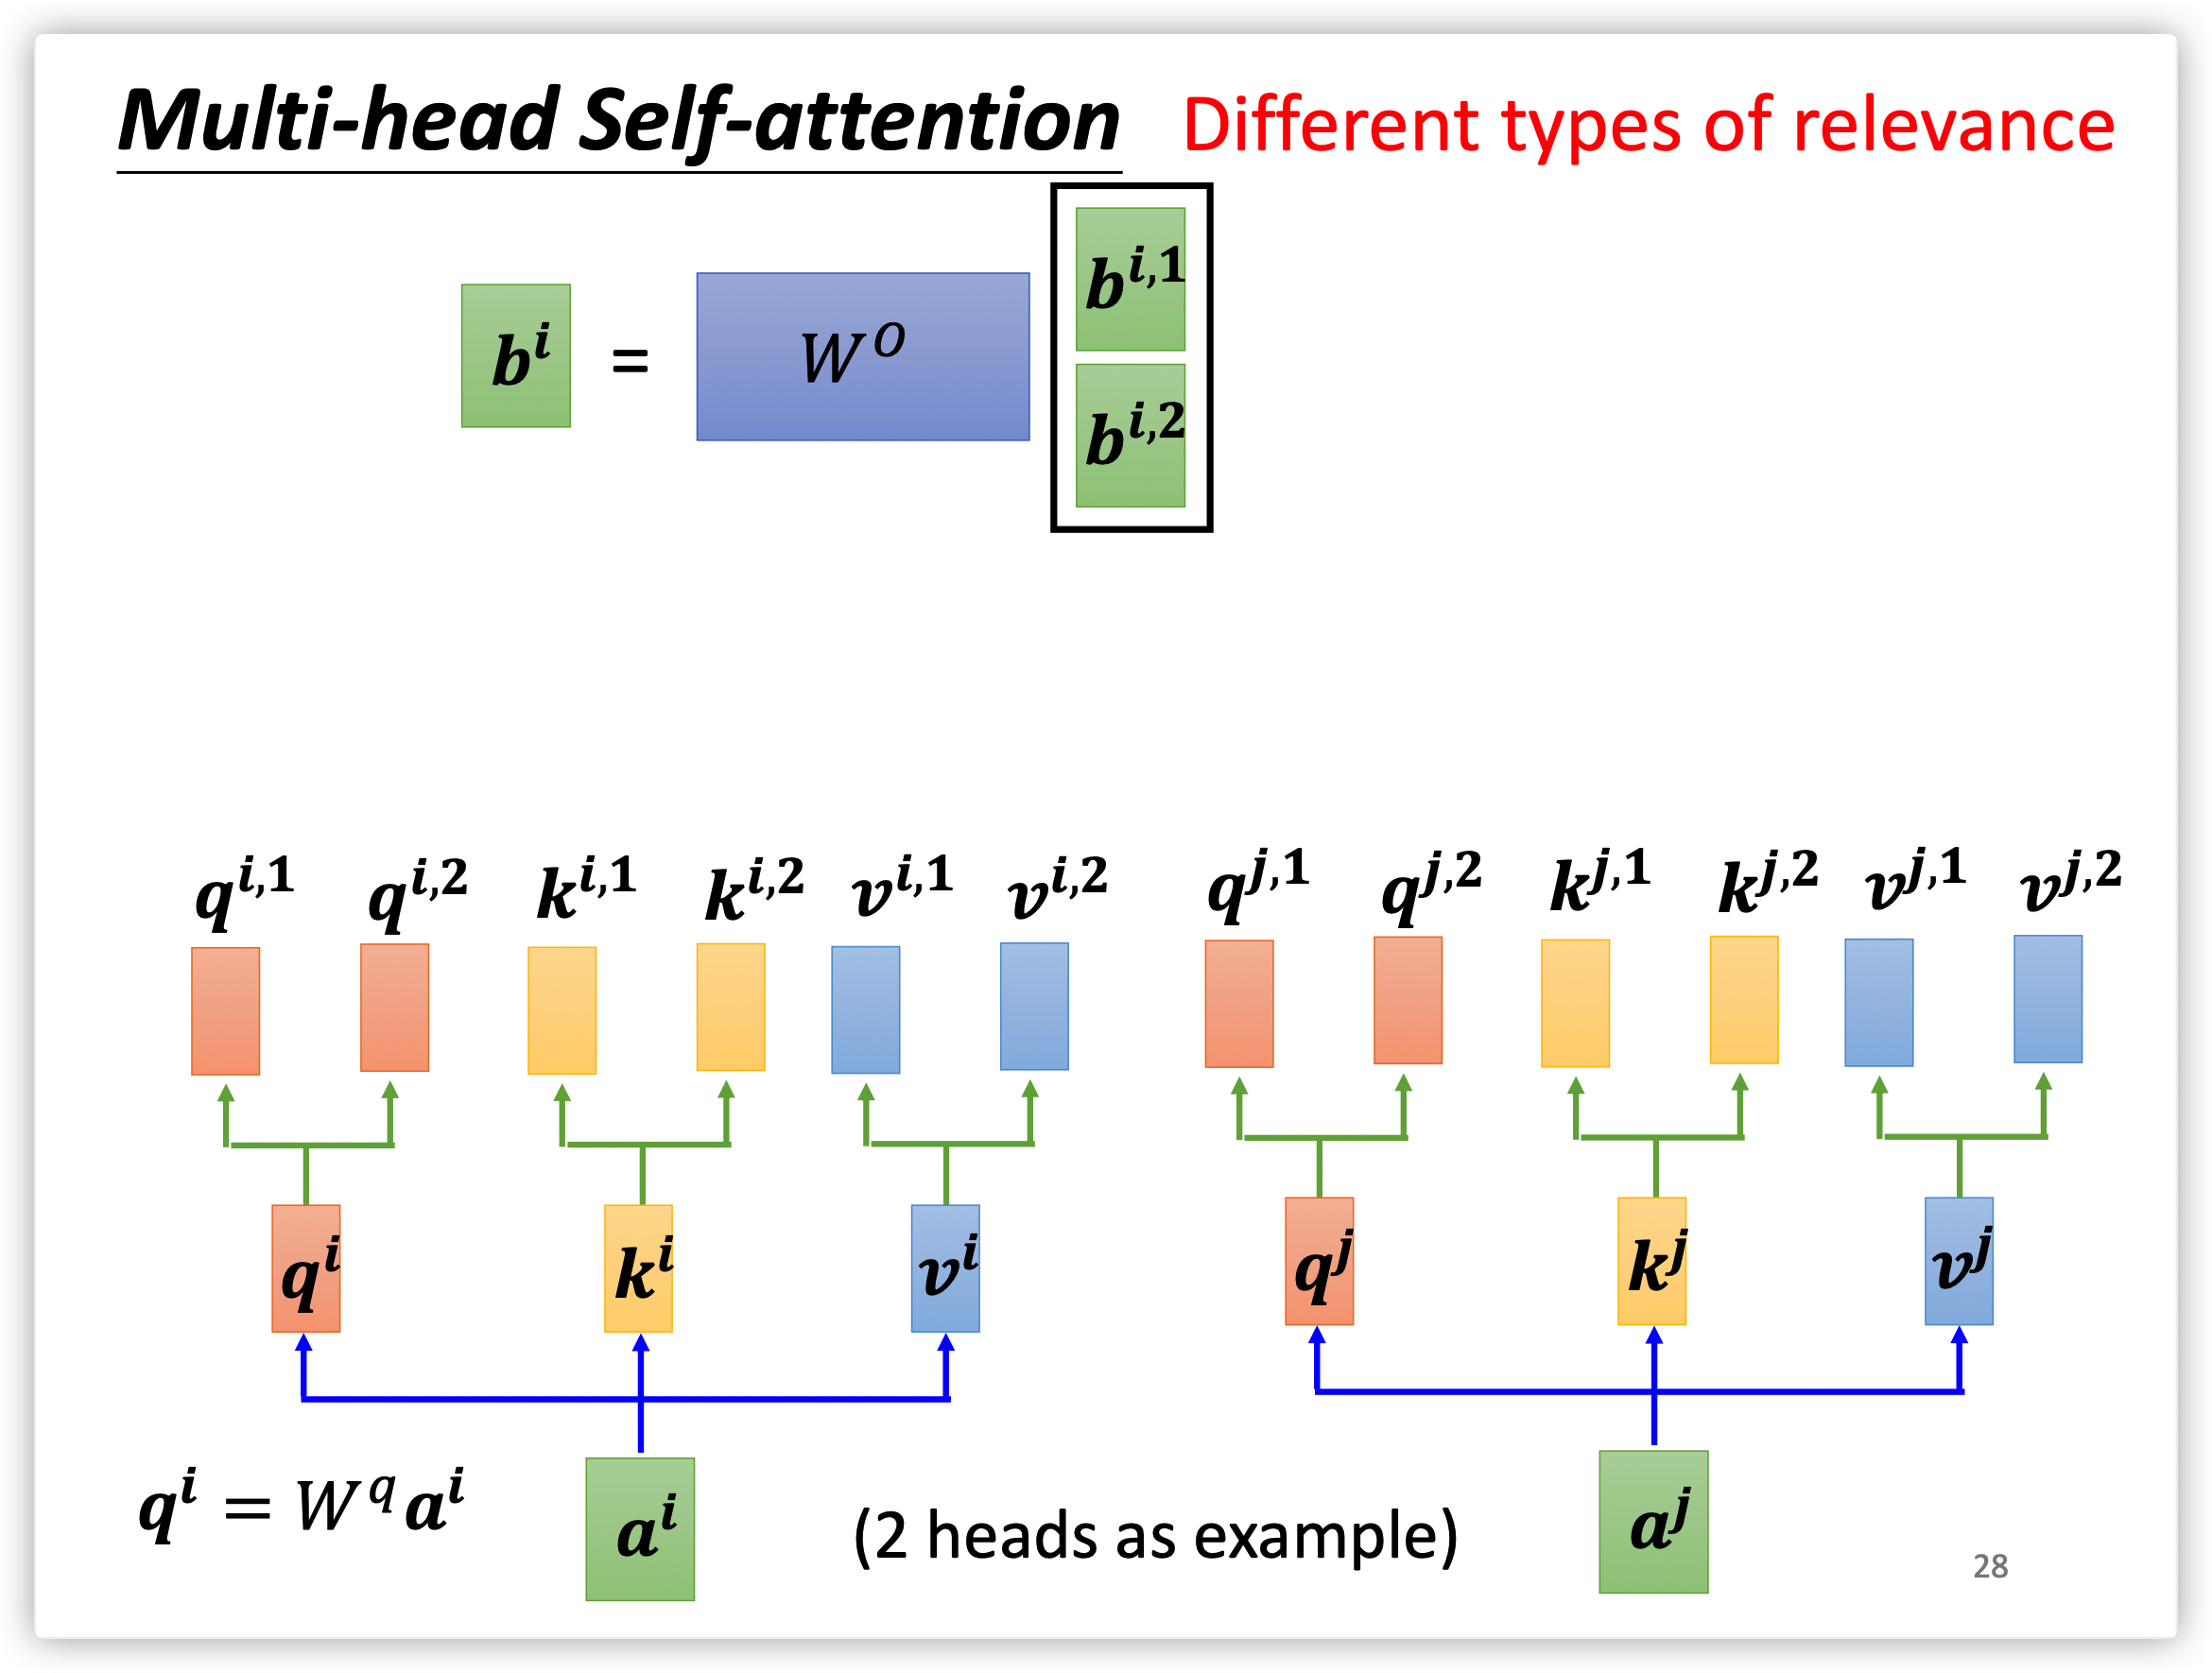 Multi-head Self-attention Different types of relevance
b^{i,1}
b^i = W^O
b^{i,2}
q^{i,1} q^{i,2} k^{i,1} k^{i,2} v^{i,1} v^{i,2} q^{j,1} q^{j,2} k^{j,1} k^{j,2} v^{j,1} v^{j,2}
q^i k^i v^i q^j k^j v^j
q^i = W^q a^i
a^i (2 heads as example) a^j
28